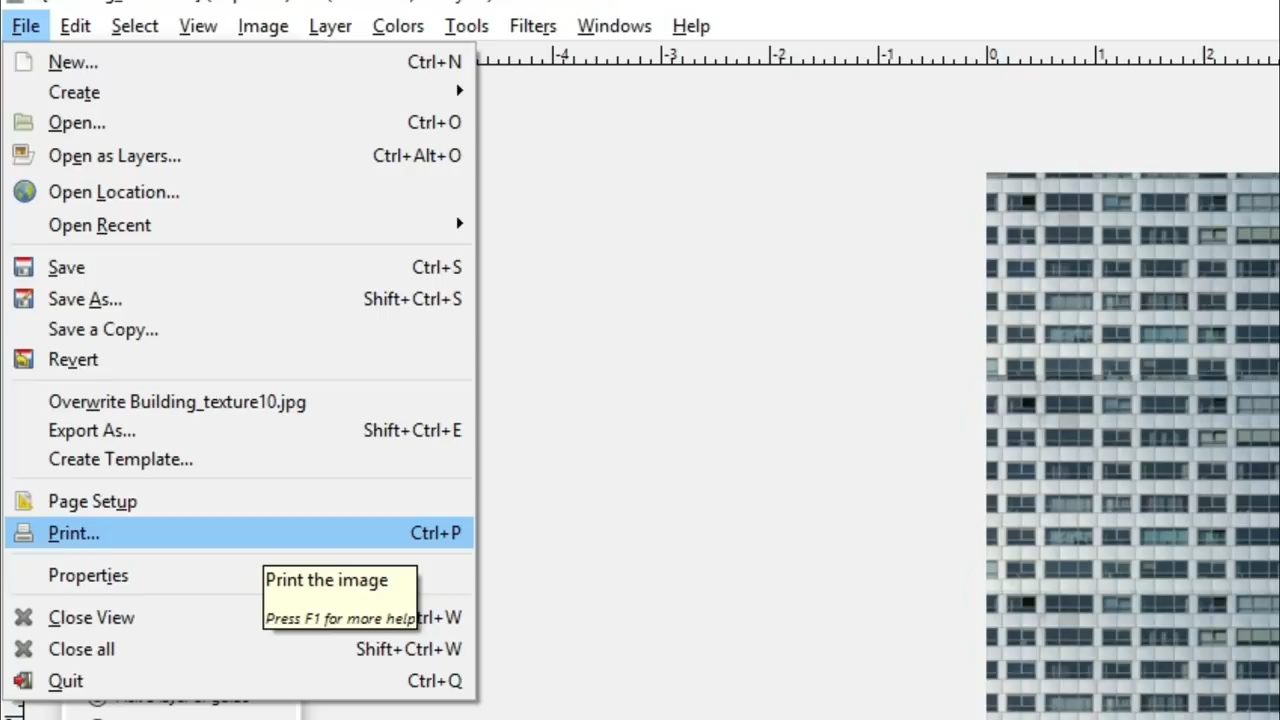 File Edit Select View Image Layer Colors Tools Filters Windows Help
-4 -3 -2 -1 0 1 2
New... Ctrl+N
Create
Open... Ctrl+O
Open as Layers... Ctrl+Alt+O
Open Location...
Open Recent
Save Ctrl+S
Save As... Shift+Ctrl+S
Save a Copy...
Revert
Overwrite Building_texture10.jpg
Export As... Shift+Ctrl+E
Create Template...
Page Setup
Print... Ctrl+P
Properties
Print the image
Press F1 for more help
Close View trl+W
Close all Shift+Ctrl+W
Quit Ctrl+Q